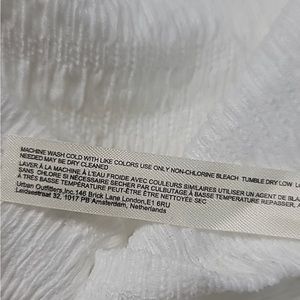 MACHINE WASH COLD WITH LIKE COLORS USE ONLY NON-CHLORINE BLEACH. TUMBLE DRY LOW
NEEDED MAY BE DRY CLEANED
LAVER À LA MACHINE À L'EAU FROIDE AVEC COULEURS SIMILAIRES UTILISER UN AGENT DE
SANS CHLORE SI NÉCESSAIRE SÉCHER PAR CULBUTAGE À BASSE TEMPÉRATURE REPASSER,
À TRÈS BASSE TEMPÉRATURE PEUT-ÊTRE ÊTRE NETTOYÉE SEC
Urban Outfitters,Inc.146 Brick Lane London,E1 6RU
Leidsestraat 32, 1017 PB Amsterdam, Netherlands